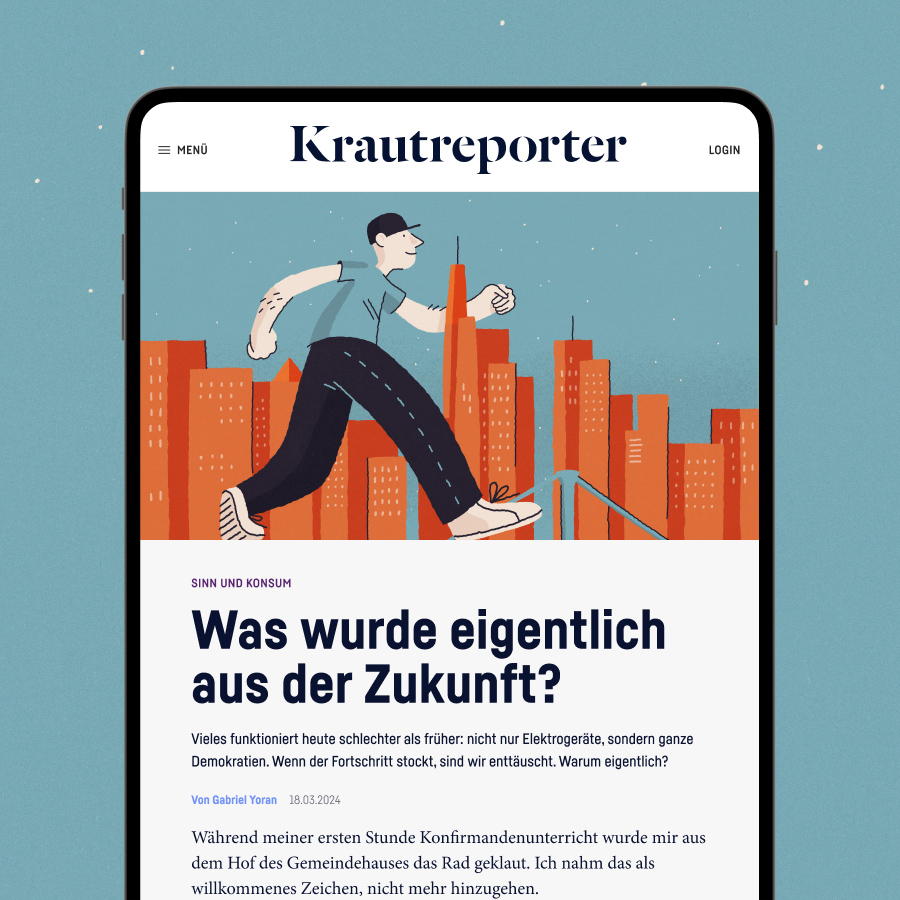 MENÜ
Krautreporter
LOGIN
SINN UND KONSUM
Was wurde eigentlich
aus der Zukunft?
Vieles funktioniert heute schlechter als früher: nicht nur Elektrogeräte, sondern ganze
Demokratien. Wenn der Fortschritt stockt, sind wir enttäuscht. Warum eigentlich?
Von Gabriel Yoran 18.03.2024
Während meiner ersten Stunde Konfirmandenunterricht wurde mir aus
dem Hof des Gemeindehauses das Rad geklaut. Ich nahm das als
willkommenes Zeichen, nicht mehr hinzugehen.